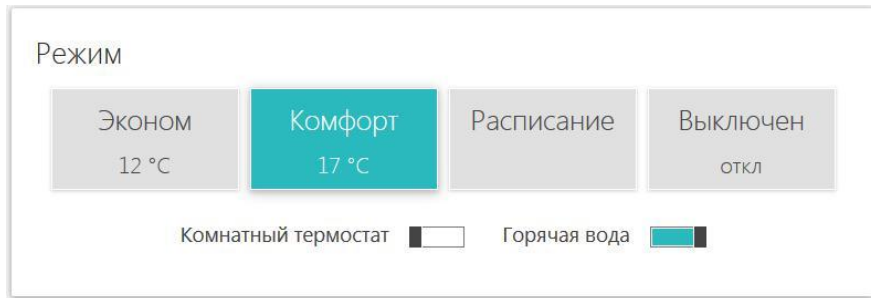 Режим
Эконом Комфорт Расписание Выключен
12 °C 17 °C откл
Комнатный термостат Горячая вода